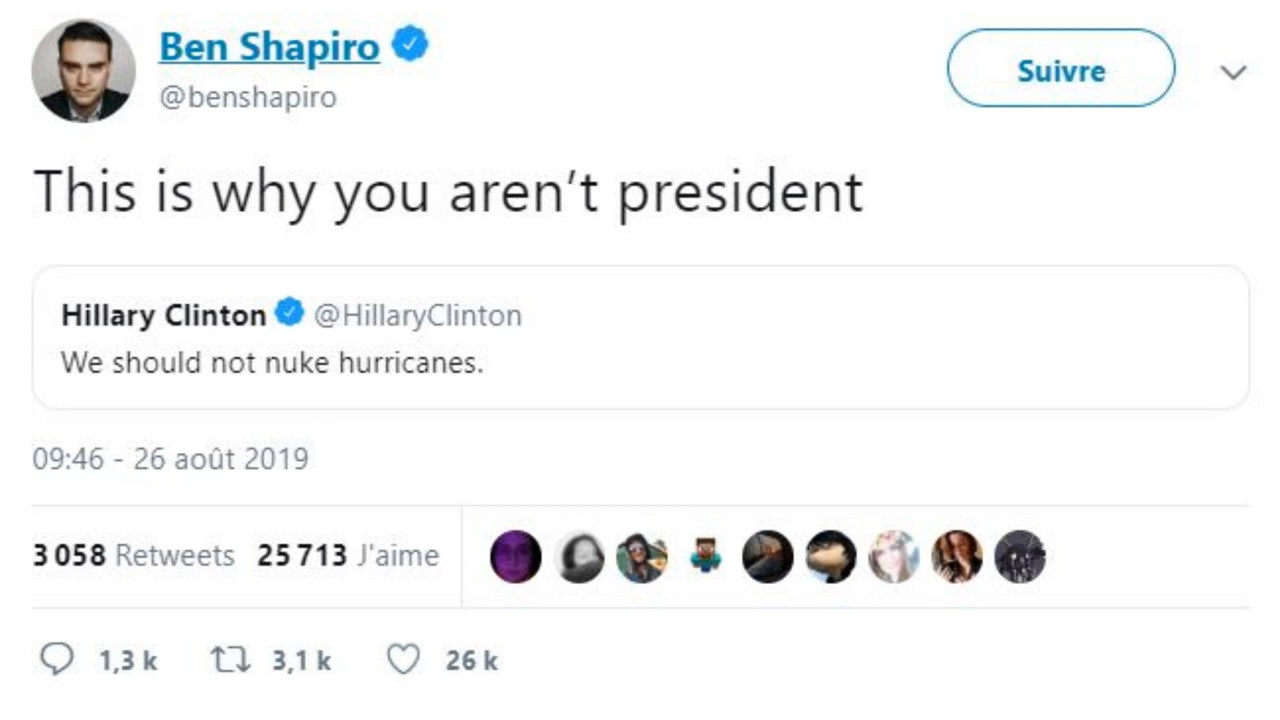 Ben Shapiro
@benshapiro
Suivre
This is why you aren’t president
Hillary Clinton @HillaryClinton
We should not nuke hurricanes.
09:46 - 26 août 2019
3 058 Retweets 25 713 J'aime
1,3 k 3,1 k 26 k